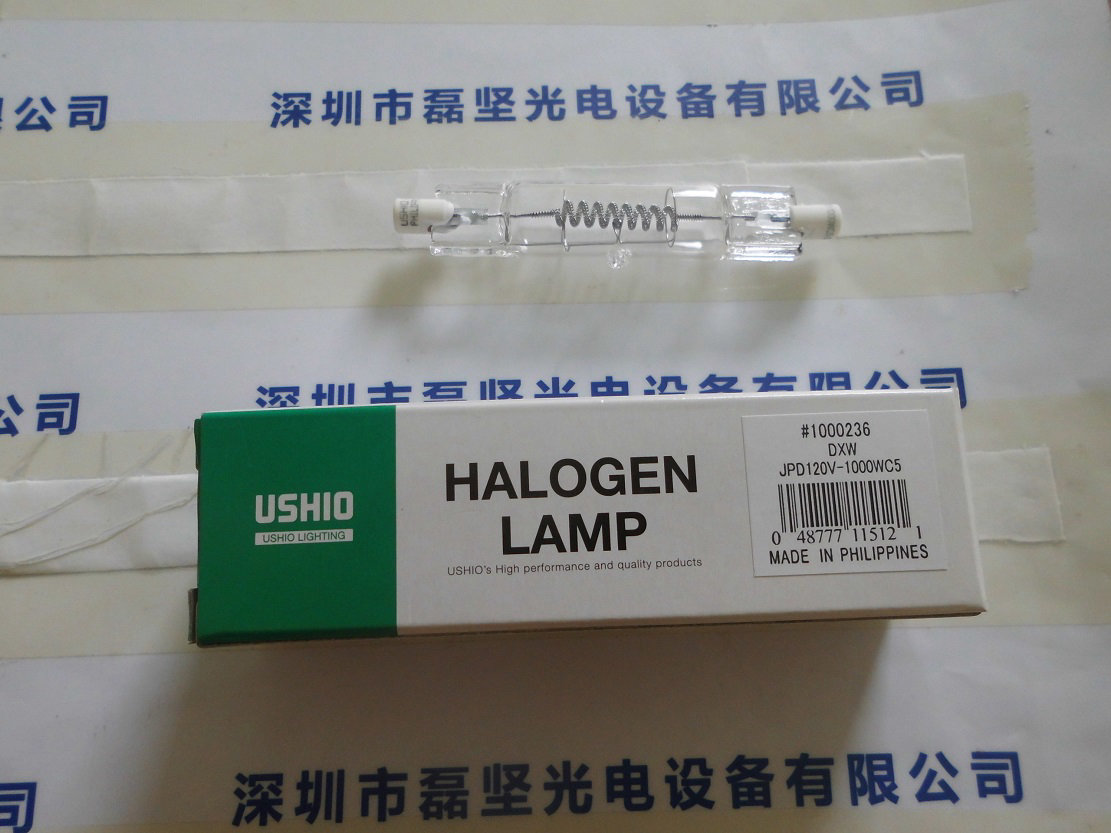 公司
深圳市磊坚光电设备有限公司
USHIO
深圳市磊坚光电设备有限公司
公司
USHIO
USHIO LIGHTING
HALOGEN
LAMP
USHIO's High performance and quality products
#1000236
DXW
JPD120V-1000WC5
0 48777 11512 1
MADE IN PHILIPPINES
深圳市磊坚光电设备有限公司
司